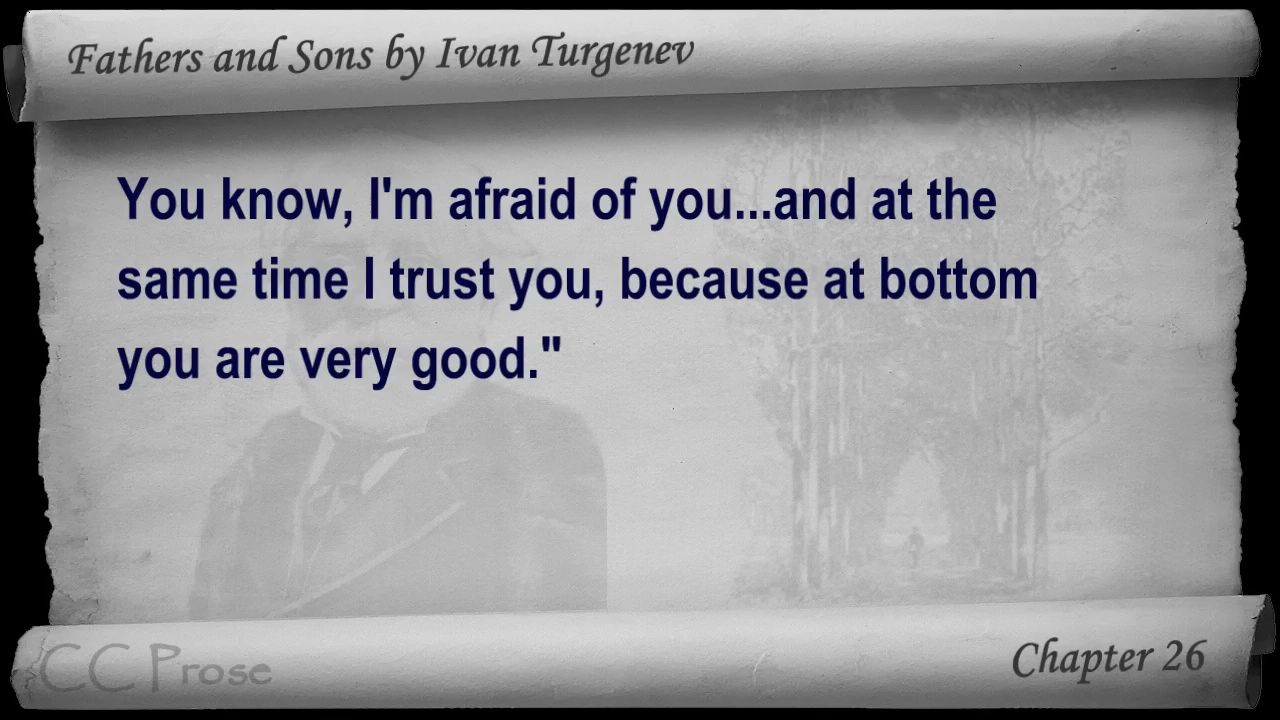 Fathers and Sons by Ivan Turgenev
You know, I'm afraid of you...and at the
same time I trust you, because at bottom
you are very good."
CC Prose
Chapter 26